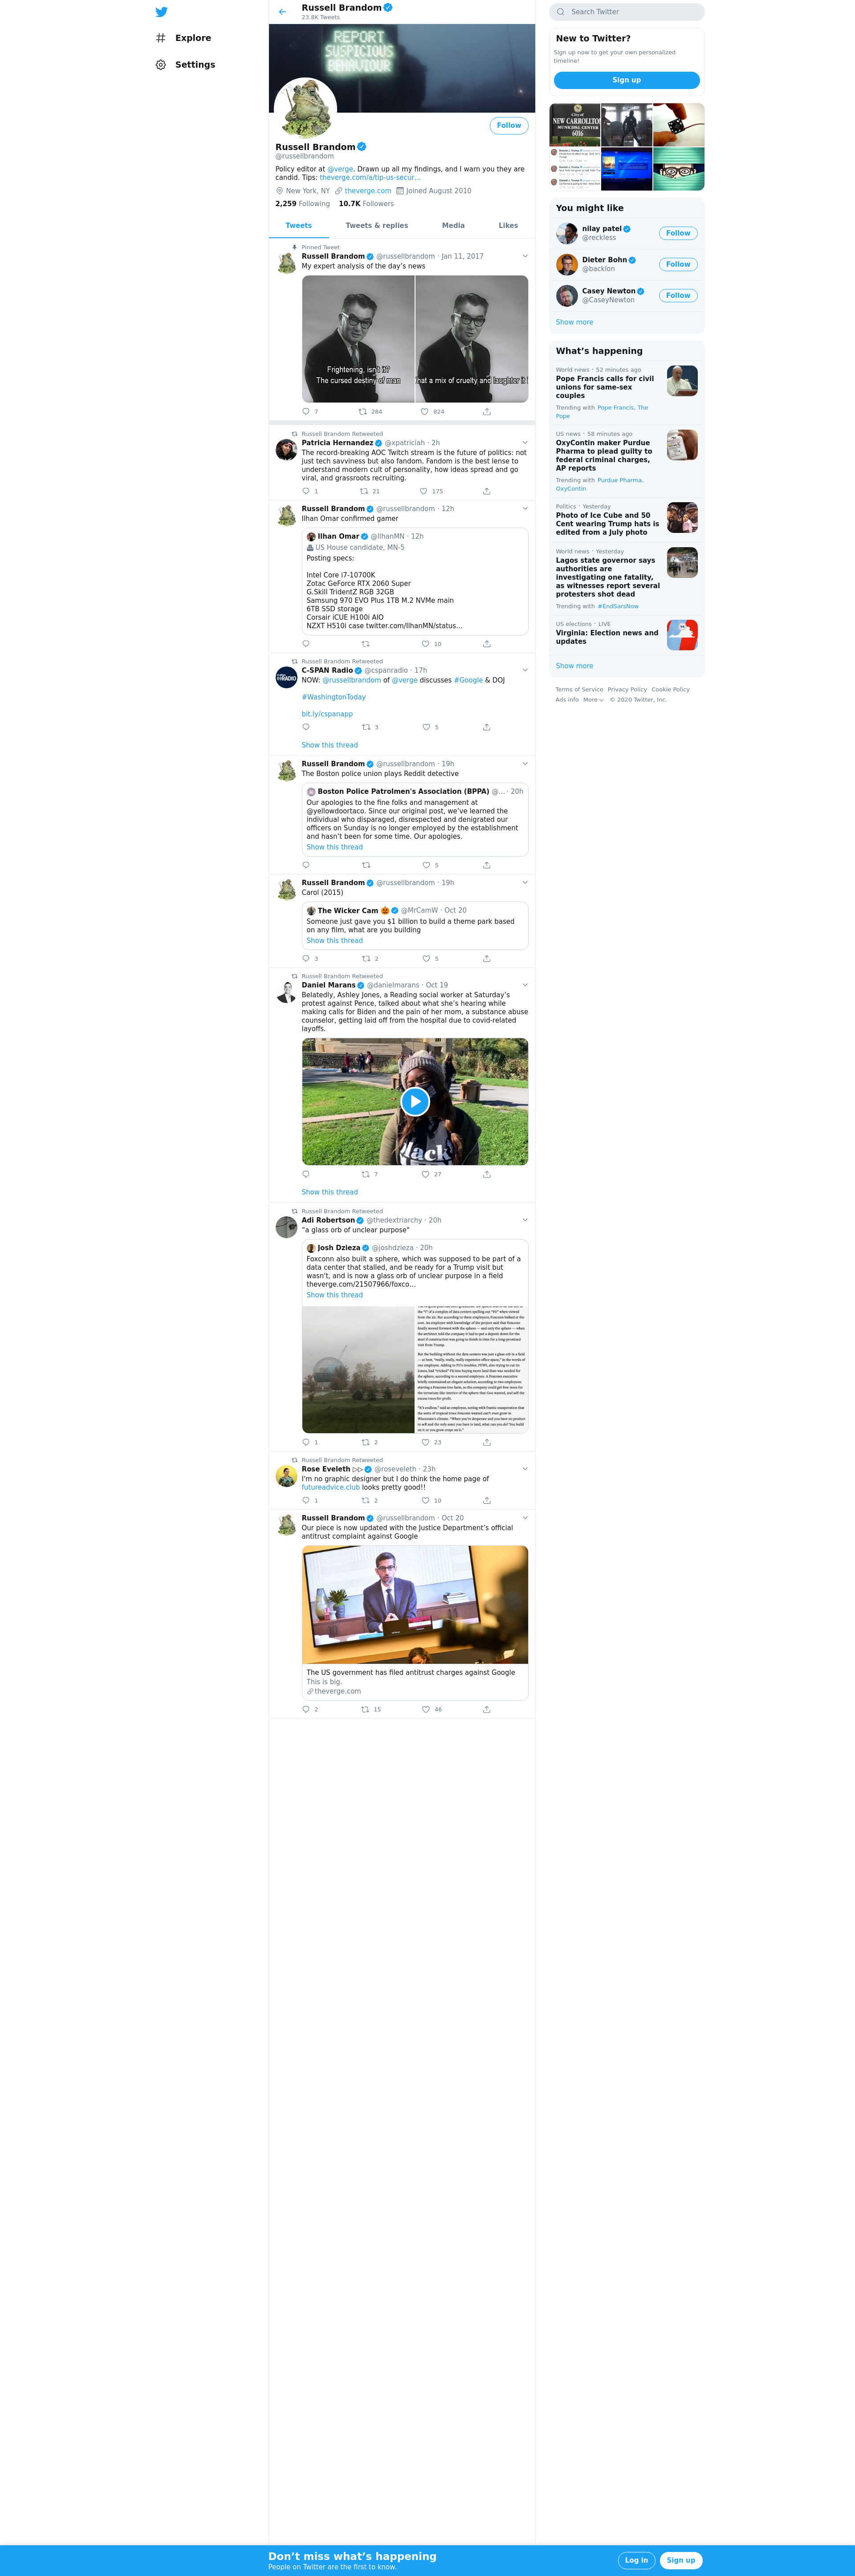 Explore
Settings
Russell Brandom
23.8K Tweets
REPORT
SUSPICIOUS
BEHAVIOUR
Follow
Russell Brandom
@russellbrandom
Policy editor at @verge. Drawn up all my findings, and I warn you they are
candid. Tips: theverge.com/a/tip-us-secur…
New York, NY theverge.com Joined August 2010
2,259 Following 10.7K Followers
Tweets Tweets & replies Media Likes
Pinned Tweet
Russell Brandom @russellbrandom · Jan 11, 2017
My expert analysis of the day’s news
Frightening, isn't it?
The cursed destiny of man
hat a mix of cruelty and laughter it i
7 284 824
Russell Brandom Retweeted
Patricia Hernandez @xpatriciah · 2h
The record-breaking AOC Twitch stream is the future of politics: not
just tech savviness but also fandom. Fandom is the best lense to
understand modern cult of personality, how ideas spread and go
viral, and grassroots recruiting.
1 21 175
Russell Brandom @russellbrandom · 12h
Ilhan Omar confirmed gamer
Ilhan Omar @IlhanMN · 12h
US House candidate, MN-5
Posting specs:
Intel Core i7-10700K
Zotac GeForce RTX 2060 Super
G.Skill TridentZ RGB 32GB
Samsung 970 EVO Plus 1TB M.2 NVMe main
6TB SSD storage
Corsair iCUE H100i AIO
NZXT H510i case twitter.com/IlhanMN/status…
10
Russell Brandom Retweeted
C-SPAN Radio @cspanradio · 17h
NOW: @russellbrandom of @verge discusses #Google & DOJ
#WashingtonToday
bit.ly/cspanapp
3 5
Show this thread
Russell Brandom @russellbrandom · 19h
The Boston police union plays Reddit detective
Boston Police Patrolmen's Association (BPPA) @… · 20h
Our apologies to the fine folks and management at
@yellowdoortaco. Since our original post, we’ve learned the
individual who disparaged, disrespected and denigrated our
officers on Sunday is no longer employed by the establishment
and hasn’t been for some time. Our apologies.
Show this thread
5
Russell Brandom @russellbrandom · 19h
Carol (2015)
The Wicker Cam 🎃 @MrCamW · Oct 20
Someone just gave you $1 billion to build a theme park based
on any film, what are you building
Show this thread
3 2 5
Russell Brandom Retweeted
Daniel Marans @danielmarans · Oct 19
Belatedly, Ashley Jones, a Reading social worker at Saturday’s
protest against Pence, talked about what she’s hearing while
making calls for Biden and the pain of her mom, a substance abuse
counselor, getting laid off from the hospital due to covid-related
layoffs.
7 27
Show this thread
Russell Brandom Retweeted
Adi Robertson @thedextriarchy · 20h
“a glass orb of unclear purpose”
Josh Dzieza @joshdzieza · 20h
Foxconn also built a sphere, which was supposed to be part of a
data center that stalled, and be ready for a Trump visit but
wasn’t, and is now a glass orb of unclear purpose in a field
theverge.com/21507966/foxco…
Show this thread
1 2 23
Russell Brandom Retweeted
Rose Eveleth ▷▷ @roseveleth · 23h
I'm no graphic designer but I do think the home page of
futureadvice.club looks pretty good!!
1 2 10
Russell Brandom @russellbrandom · Oct 20
Our piece is now updated with the Justice Department’s official
antitrust complaint against Google
The US government has filed antitrust charges against Google
This is big.
theverge.com
2 15 46
Search Twitter
New to Twitter?
Sign up now to get your own personalized
timeline!
Sign up
City of
NEW CARROLLTON
MUNICIPAL CENTER
6016
You might like
nilay patel
@reckless
Follow
Dieter Bohn
@backlon
Follow
Casey Newton
@CaseyNewton
Follow
Show more
What’s happening
World news · 52 minutes ago
Pope Francis calls for civil
unions for same-sex
couples
Trending with Pope Francis, The
Pope
US news · 58 minutes ago
OxyContin maker Purdue
Pharma to plead guilty to
federal criminal charges,
AP reports
Trending with Purdue Pharma,
OxyContin
Politics · Yesterday
Photo of Ice Cube and 50
Cent wearing Trump hats is
edited from a July photo
World news · Yesterday
Lagos state governor says
authorities are
investigating one fatality,
as witnesses report several
protesters shot dead
Trending with #EndSarsNow
US elections · LIVE
Virginia: Election news and
updates
Show more
Terms of Service Privacy Policy Cookie Policy
Ads info More © 2020 Twitter, Inc.
Don’t miss what’s happening
People on Twitter are the first to know.
Log in Sign up